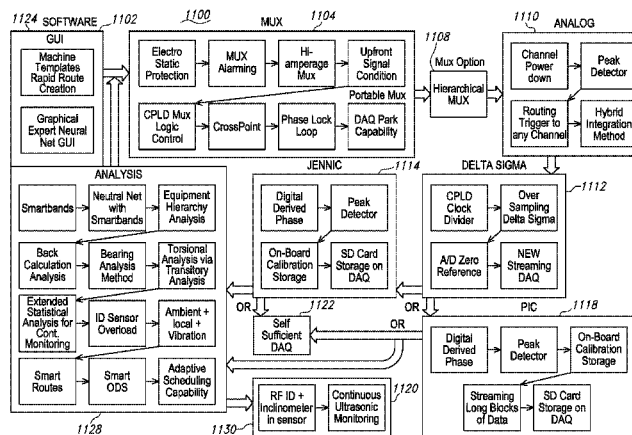 1124
SOFTWARE
1102
1100
MUX
1104
GUI
Machine
Templates
Rapid Route
Creation
Graphical
Expert Neural
Net GUI
Electro
Static
Protection
MUX
Alarming
Hi-
amperage
Mux
Upfront
Signal
Condition
Portable Mux
CPLD Mux
Logic
Control
CrossPoint
Phase Lock
Loop
DAQ Park
Capability
1108
Mux Option
Hierarchical
MUX
1110
ANALOG
Channel
Power
down
Peak
Detector
Routing
Trigger to
any Channel
Hybrid
Integration
Method
ANALYSIS
Smartbands
Neutral Net
with
Smartbands
Equipment
Hierarchy
Analysis
Back
Calculation
Analysis
Bearing
Analysis
Method
Torsional
Analysis via
Transitory
Analysis
Extended
Statistical
Analysis for
Cont. Monitoring
ID Sensor
Overload
Ambient +
local +
Vibration
Smart
Routes
Smart
ODS
Adaptive
Scheduling
Capability
1128
JENNIC
1114
Digital
Derived
Phase
Peak
Detector
On-Board
Calibration
Storage
SD Card
Storage on
DAQ
DELTA SIGMA
1112
CPLD
Clock
Divider
Over
Sampling
Delta Sigma
A/D Zero
Reference
NEW
Streaming
DAQ
OR
1122
Self
Sufficient
DAQ
OR
OR
PIC
1118
Digital
Derived
Phase
Peak
Detector
On-Board
Calibration
Storage
Streaming
Long Blocks
of Data
SD Card
Storage on
DAQ
1130
RF ID +
Inclinometer
in sensor
Continuous
Ultrasonic
Monitoring
1120